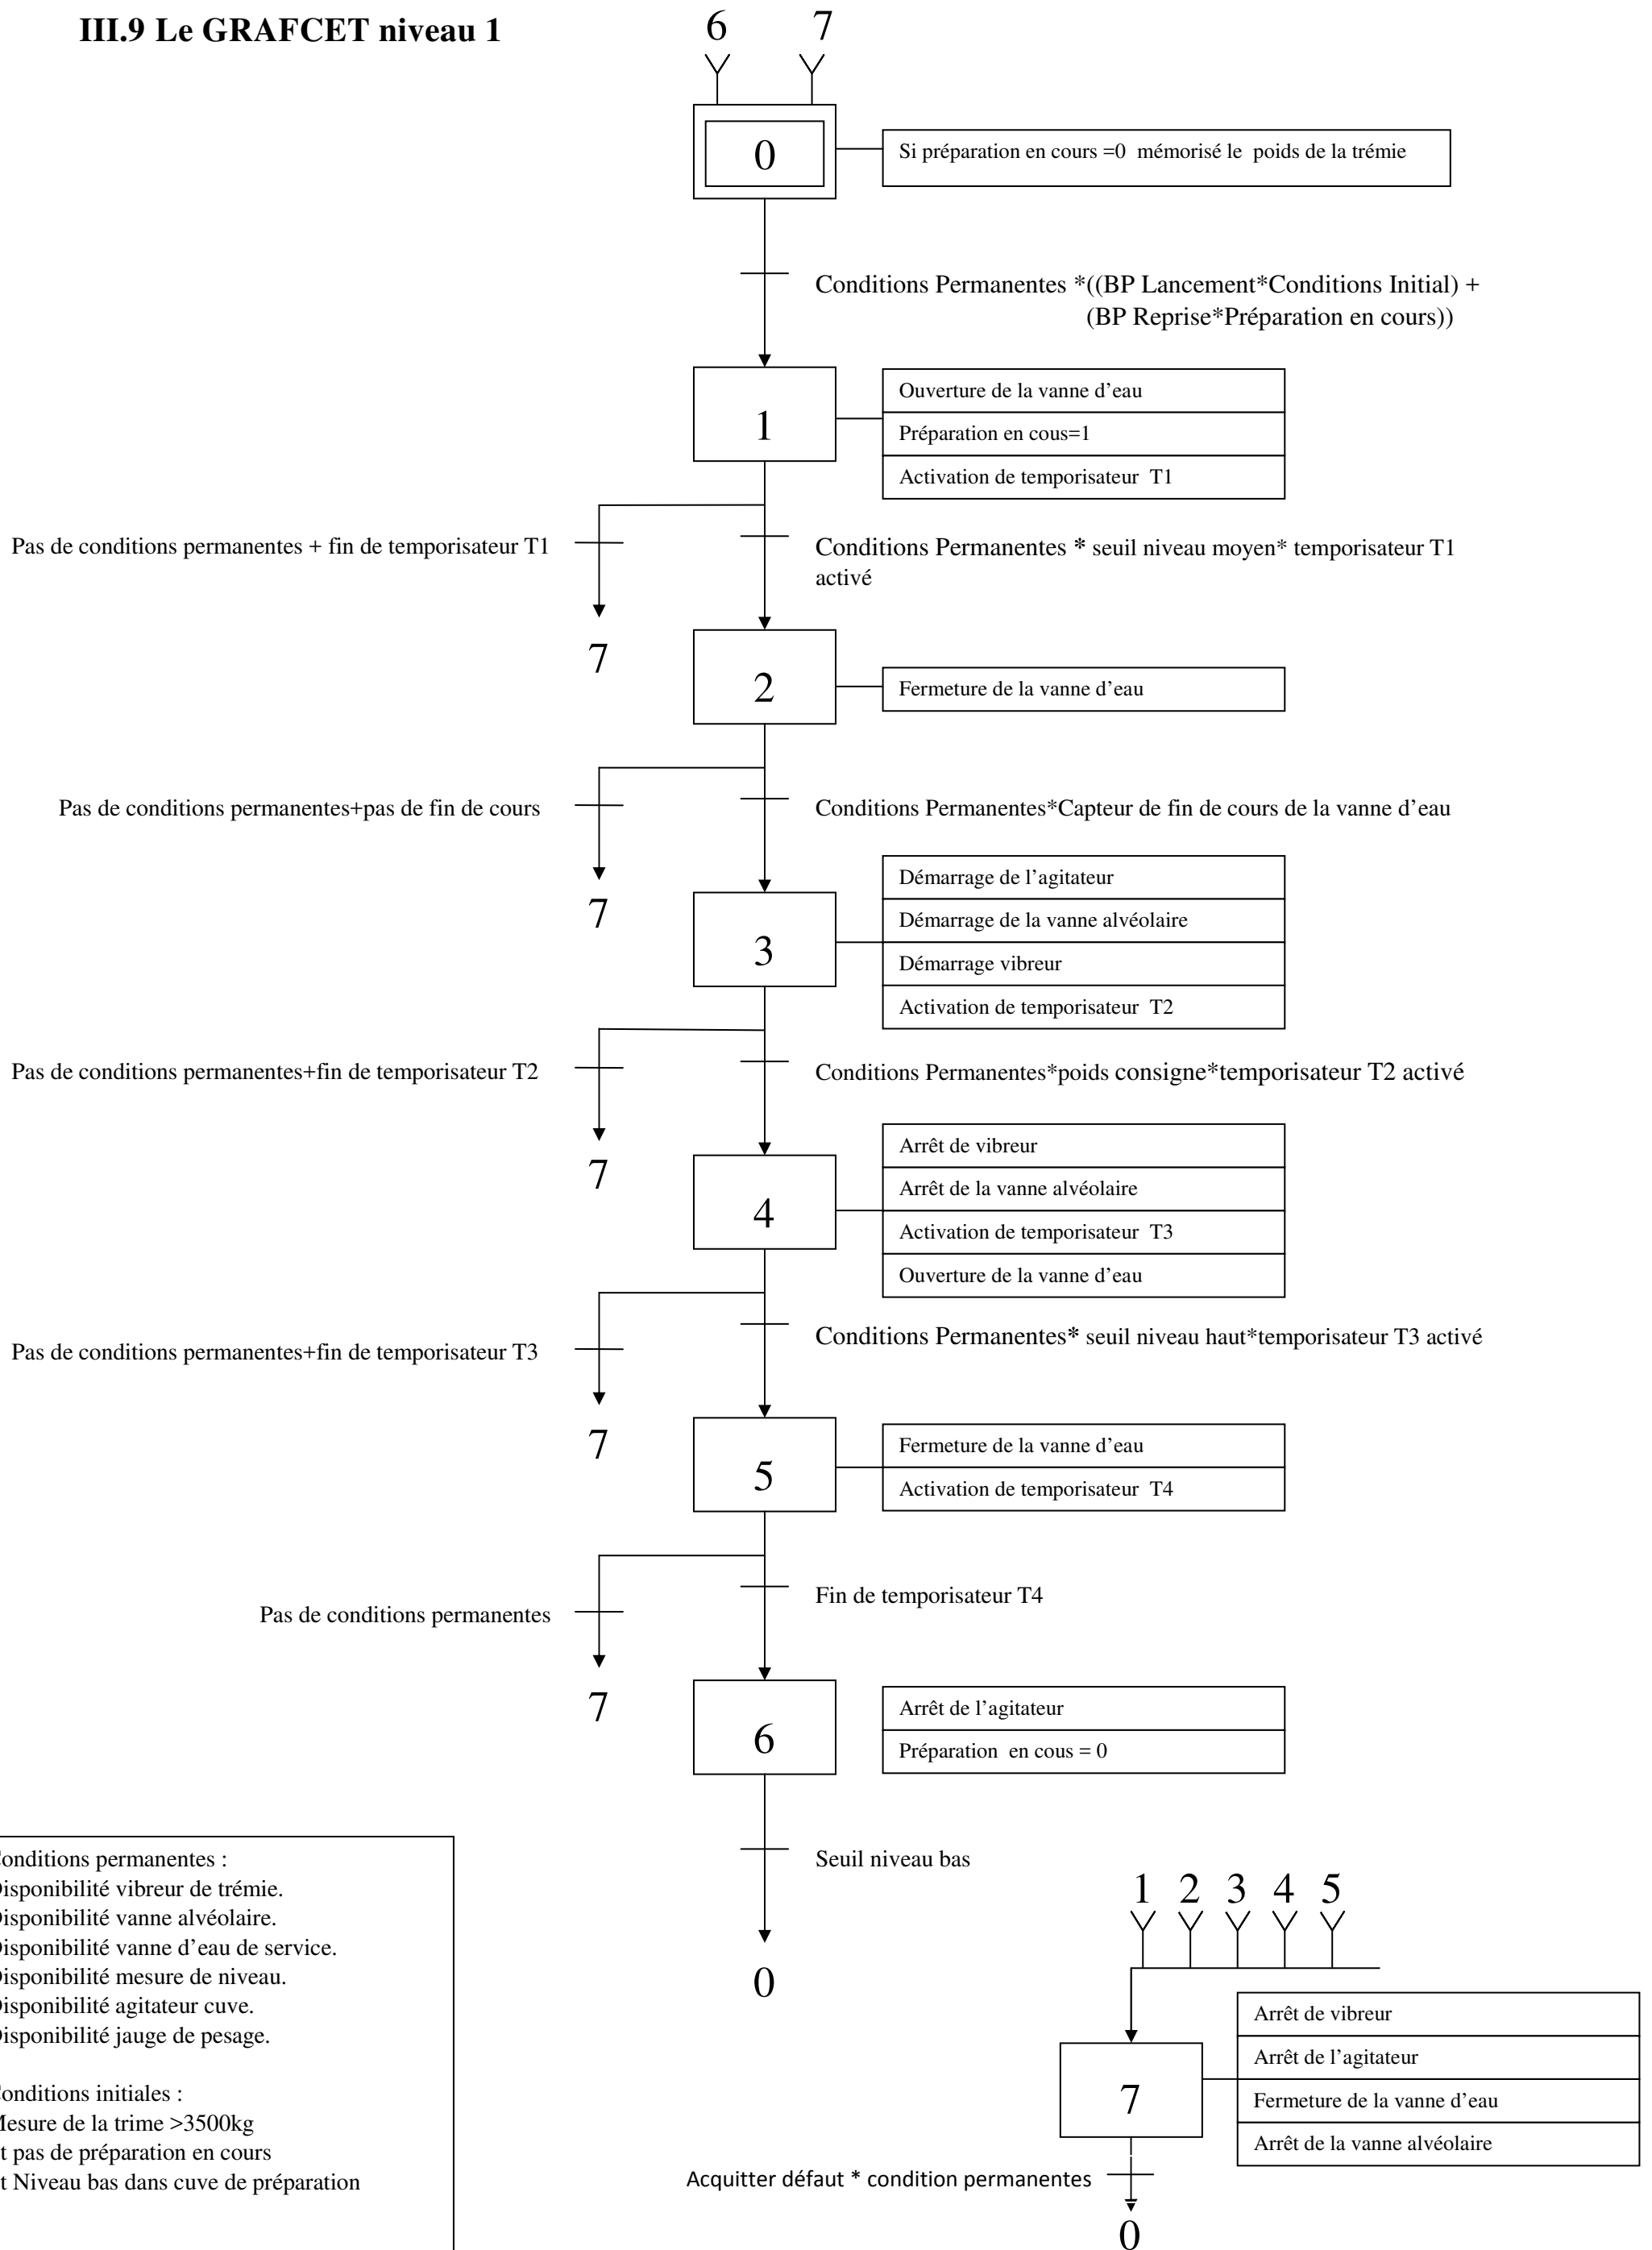 III.9 Le GRAFCET niveau 1
6 7
0
Si préparation en cours =0 mémorisé le poids de la trémie
Conditions Permanentes *((BP Lancement*Conditions Initial) +
(BP Reprise*Préparation en cours))
1
Ouverture de la vanne d’eau
Préparation en cous=1
Activation de temporisateur T1
Pas de conditions permanentes + fin de temporisateur T1
Conditions Permanentes * seuil niveau moyen* temporisateur T1
activé
7
2
Fermeture de la vanne d’eau
Pas de conditions permanentes+pas de fin de cours
Conditions Permanentes*Capteur de fin de cours de la vanne d’eau
7
3
Démarrage de l’agitateur
Démarrage de la vanne alvéolaire
Démarrage vibreur
Activation de temporisateur T2
Pas de conditions permanentes+fin de temporisateur T2
Conditions Permanentes*poids consigne*temporisateur T2 activé
7
4
Arrêt de vibreur
Arrêt de la vanne alvéolaire
Activation de temporisateur T3
Ouverture de la vanne d’eau
Pas de conditions permanentes+fin de temporisateur T3
Conditions Permanentes* seuil niveau haut*temporisateur T3 activé
7
5
Fermeture de la vanne d’eau
Activation de temporisateur T4
Pas de conditions permanentes
Fin de temporisateur T4
7
6
Arrêt de l’agitateur
Préparation en cous = 0
Seuil niveau bas
0
onditions permanentes :
isponibilité vibreur de trémie.
isponibilité vanne alvéolaire.
isponibilité vanne d’eau de service.
isponibilité mesure de niveau.
isponibilité agitateur cuve.
isponibilité jauge de pesage.
onditions initiales :
esure de la trime >3500kg
t pas de préparation en cours
t Niveau bas dans cuve de préparation
1 2 3 4 5
7
Arrêt de vibreur
Arrêt de l’agitateur
Fermeture de la vanne d’eau
Arrêt de la vanne alvéolaire
Acquitter défaut * condition permanentes
0